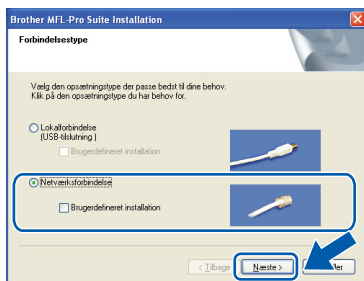 Brother MFL-Pro Suite Installation
Forbindelsestype
Vælg den opsætningstype der passe bedst til dine behov.
Klik på den opsætningstype du har behov for.
Lokalforbindelse
(USB-tilslutning )
Brugerdefineret installation
Netværksforbindelse
Brugerdefineret installation
< Tilbage
Næste >